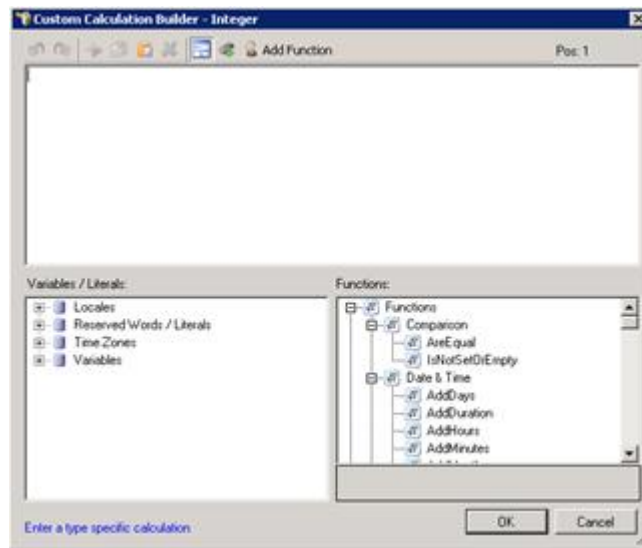 Custom Calculation Builder - Integer
Add Function
Pos: 1
Variables / Literals:
Locales
Reserved Words / Literals
Time Zones
Variables
Functions:
Functions
Comparison
AreEqual
IsNotSetOrEmpty
Date & Time
AddDays
AddDuration
AddHours
AddMinutes
Enter a type specific calculation
OK
Cancel